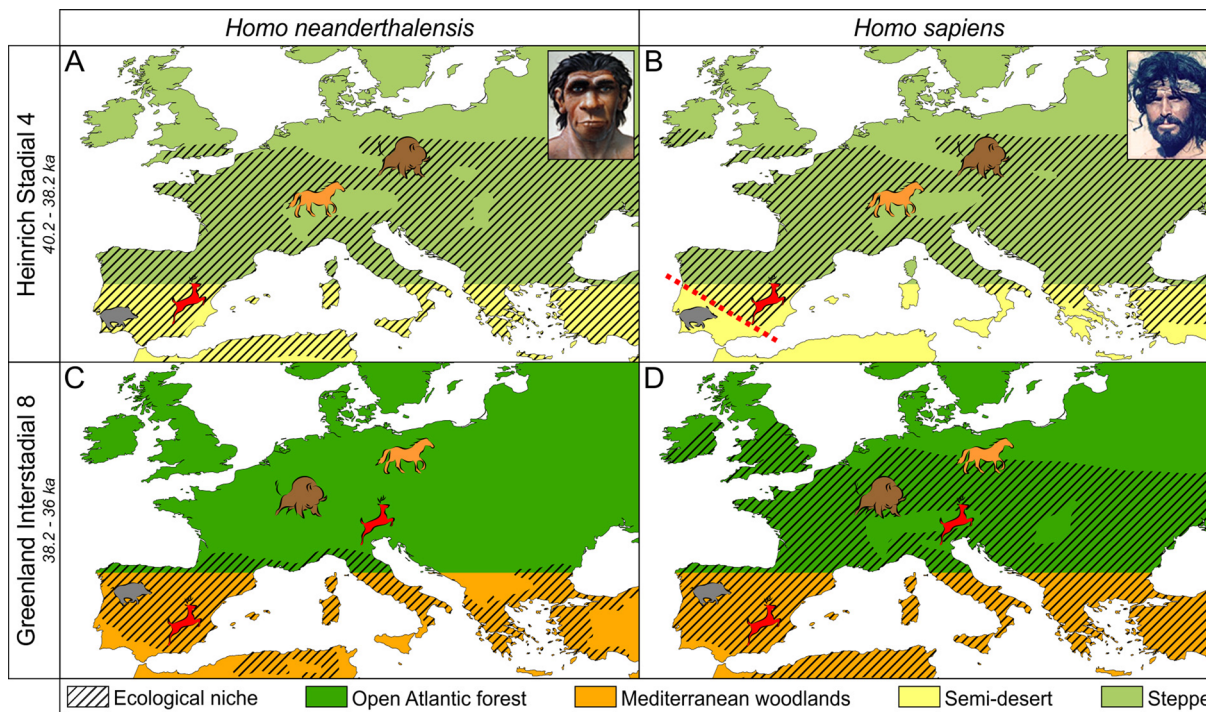 Homo neanderthalensis
Homo sapiens
Heinrich Stadial 4
40.2 - 38.2 ka
A
B
Greenland Interstadial 8
38.2 - 36 ka
C
D
Ecological niche
Open Atlantic forest
Mediterranean woodlands
Semi-desert
Steppe